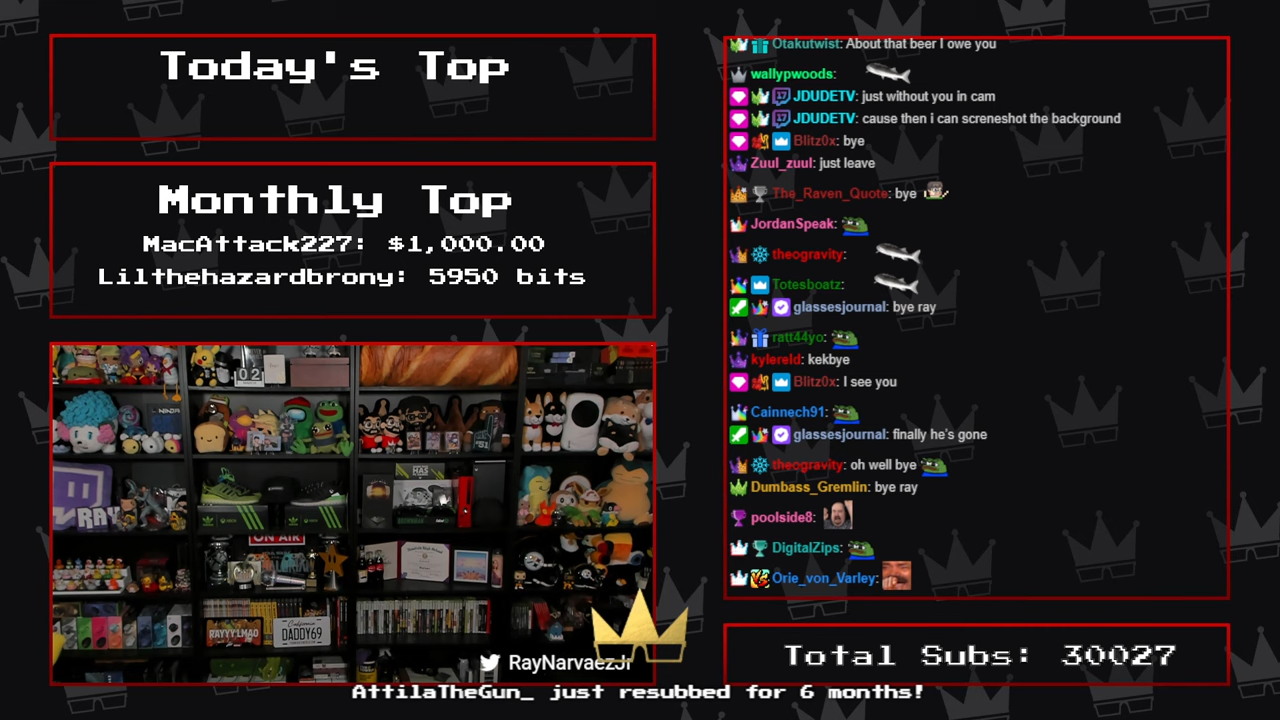 Today's Top
Monthly Top
MacAttack227: $1,000.00
Lilthehazardbrony: 5950 bits
NINJA
RAY
ON AIR
RAYYYLMAO
California
DADDY69
RayNarvaezJr
Otakutwist: About that beer I owe you
wallypwoods:
JDUDETV: just without you in cam
JDUDETV: cause then i can screneshot the background
Blitz0x: bye
Zuul_zuul: just leave
The_Raven_Quote: bye
JordanSpeak:
theogravity:
Totesboatz:
glassesjournal: bye ray
ratt44yo:
kylereld: kekbye
Blitz0x: I see you
Cainnech91:
glassesjournal: finally he's gone
theogravity: oh well bye
Dumbass_Gremlin: bye ray
poolside8:
DigitalZips:
Orie_von_Varley:
Total Subs: 30027
AttilaTheGun_ just resubbed for 6 months!